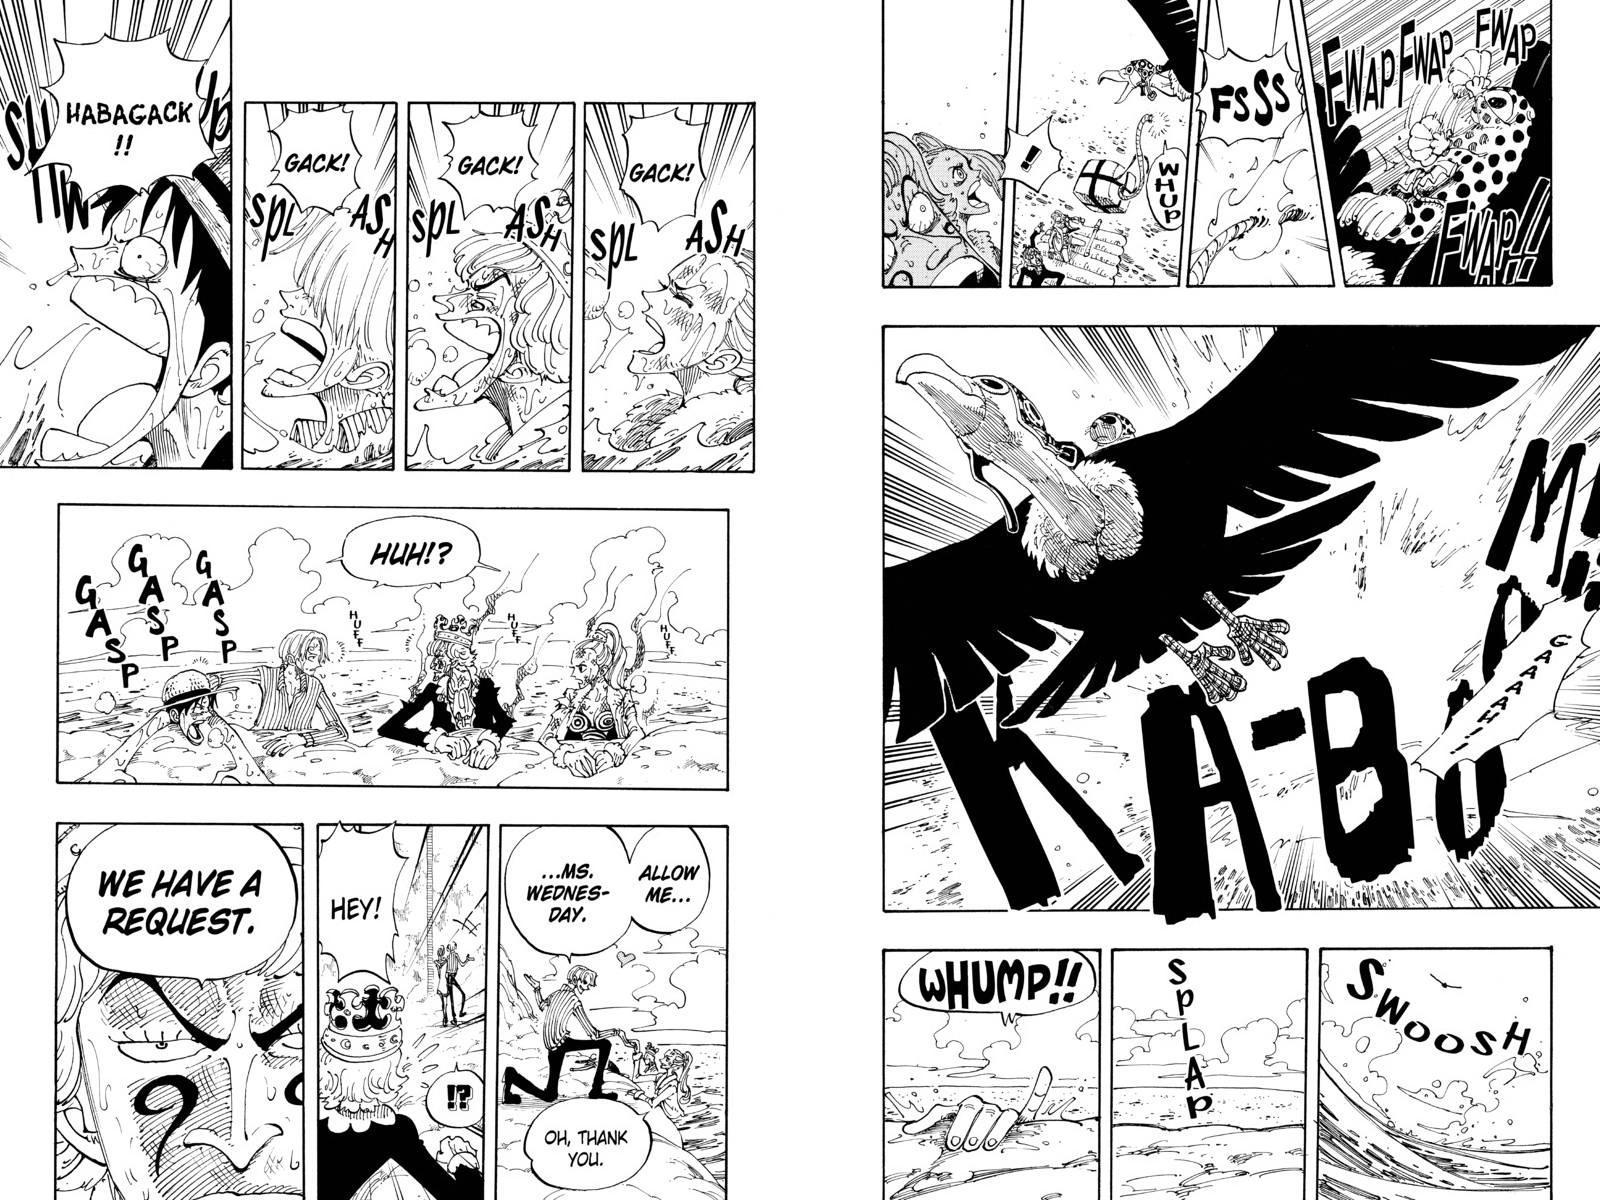 FWAP
FWAP
FWAP
FWAP!!
FSSS
WHUP
!
M
KA-BO
GAAAAH!!
SWOOSH
SPLAP
WHUMP!!
GACK!
SPLASH
GACK!
SPLASH
GACK!
SPLASH
HABAGACK
!!
HUH!?
HUFF
HUFF
HUFF
GASP
GASP
GASP
ALLOW
ME...
...MS.
WEDNES-
DAY.
OH, THANK
YOU.
HEY!
!?
WE HAVE A
REQUEST.